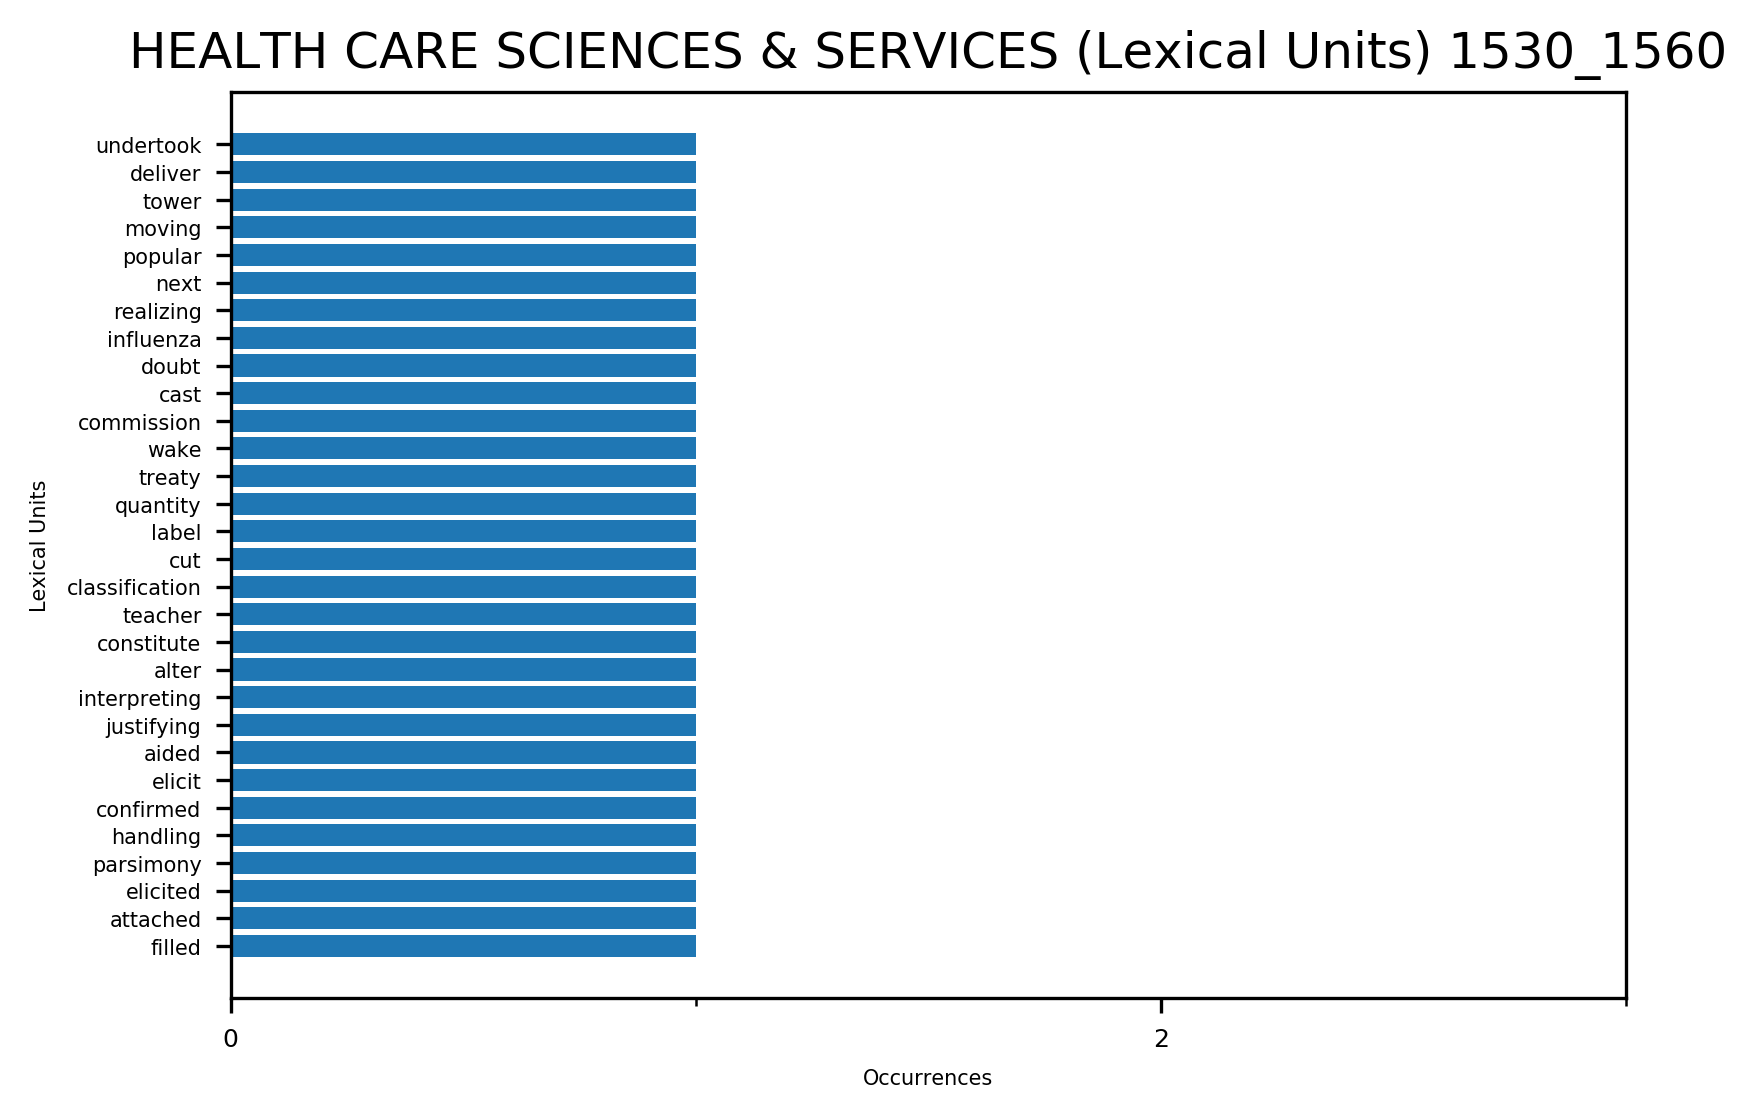 HEALTH CARE SCIENCES & SERVICES (Lexical Units) 1530_1560
undertook
deliver
tower
moving
popular
next
realizing
influenza
doubt
cast
commission
wake
treaty
quantity
label
cut
classification
teacher
constitute
alter
interpreting
justifying
aided
elicit
confirmed
handling
parsimony
elicited
attached
filled
Lexical Units
0 2
Occurrences